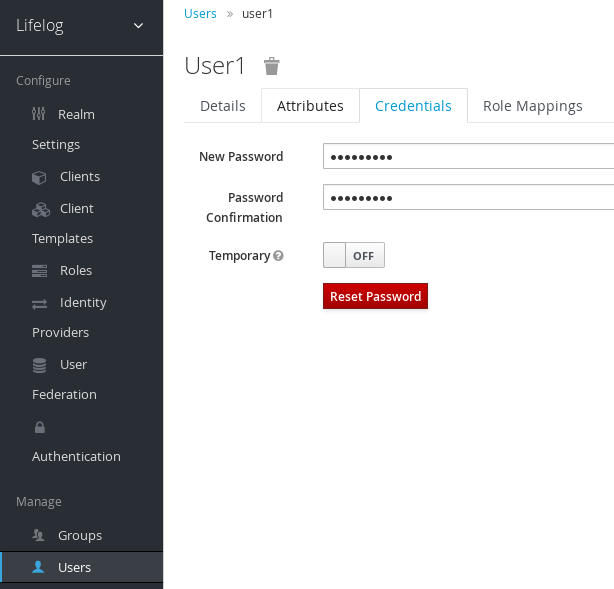 Lifelog
Configure
Realm
Settings
Clients
Client
Templates
Roles
Identity
Providers
User
Federation
Authentication
Manage
Groups
Users
Users » user1
User1
Details Attributes Credentials Role Mappings
New Password •••••••••
Password
Confirmation •••••••••
Temporary ? OFF
Reset Password